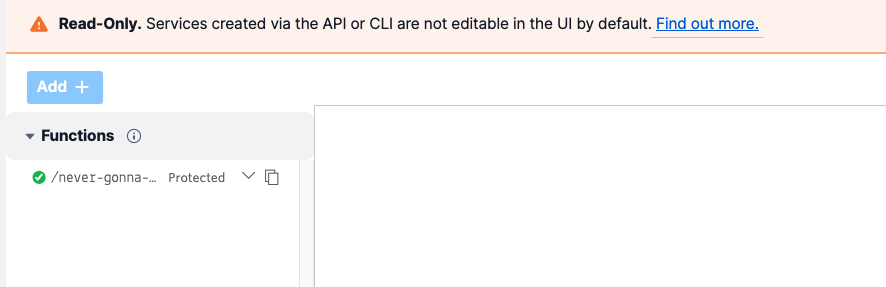 Read-Only. Services created via the API or CLI are not editable in the UI by default. Find out more.
Add +
Functions
/never-gonna-… Protected